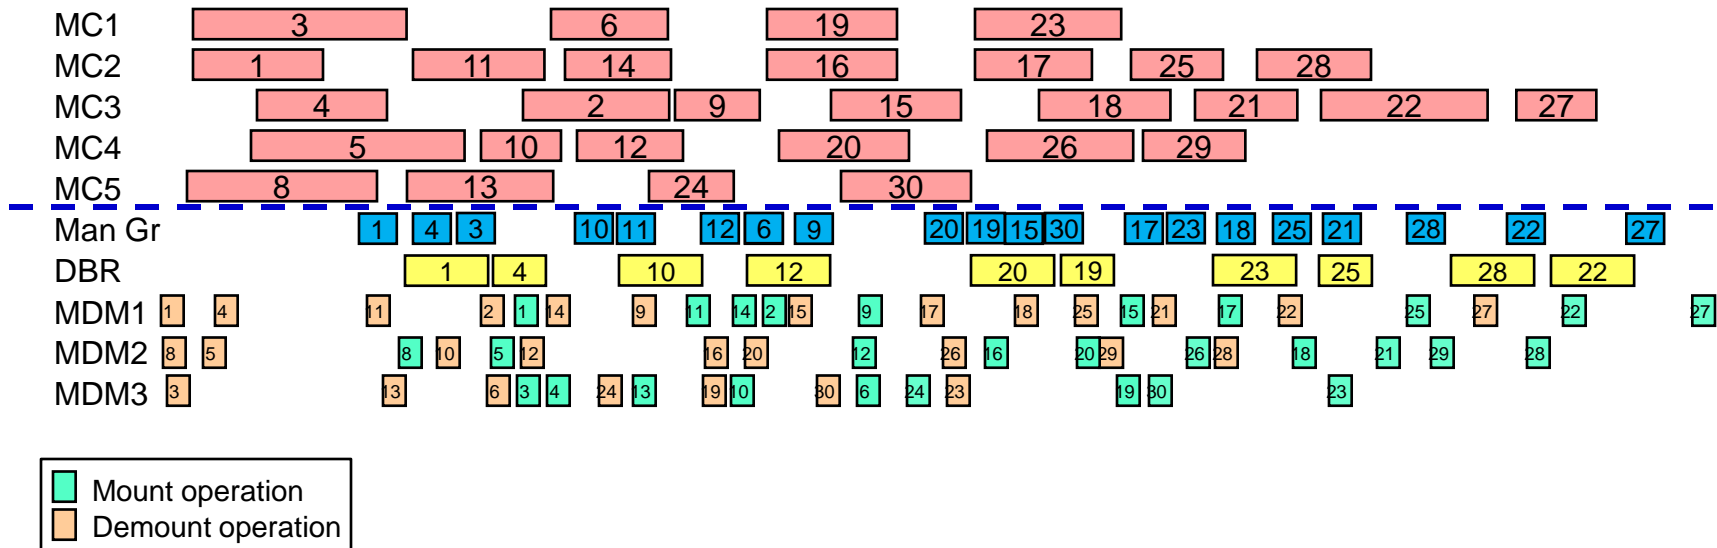 MC1 3 6 19 23
MC2 1 11 14 16 17 25 28
MC3 4 2 9 15 18 21 22 27
MC4 5 10 12 20 26 29
MC5 8 13 24 30
Man Gr 1 4 3 10 11 12 6 9 20 19 15 30 17 23 18 25 21 28 22 27
DBR 1 4 10 12 20 19 23 25 28 22
MDM1 1 4 11 2 1 14 9 11 14 2 15 9 17 18 25 15 21 17 22 25 27 22 27
MDM2 8 5 8 10 5 12 16 20 12 26 16 20 29 26 28 18 21 29 28
MDM3 3 13 6 3 4 24 13 19 10 30 6 24 23 19 30 23
Mount operation
Demount operation